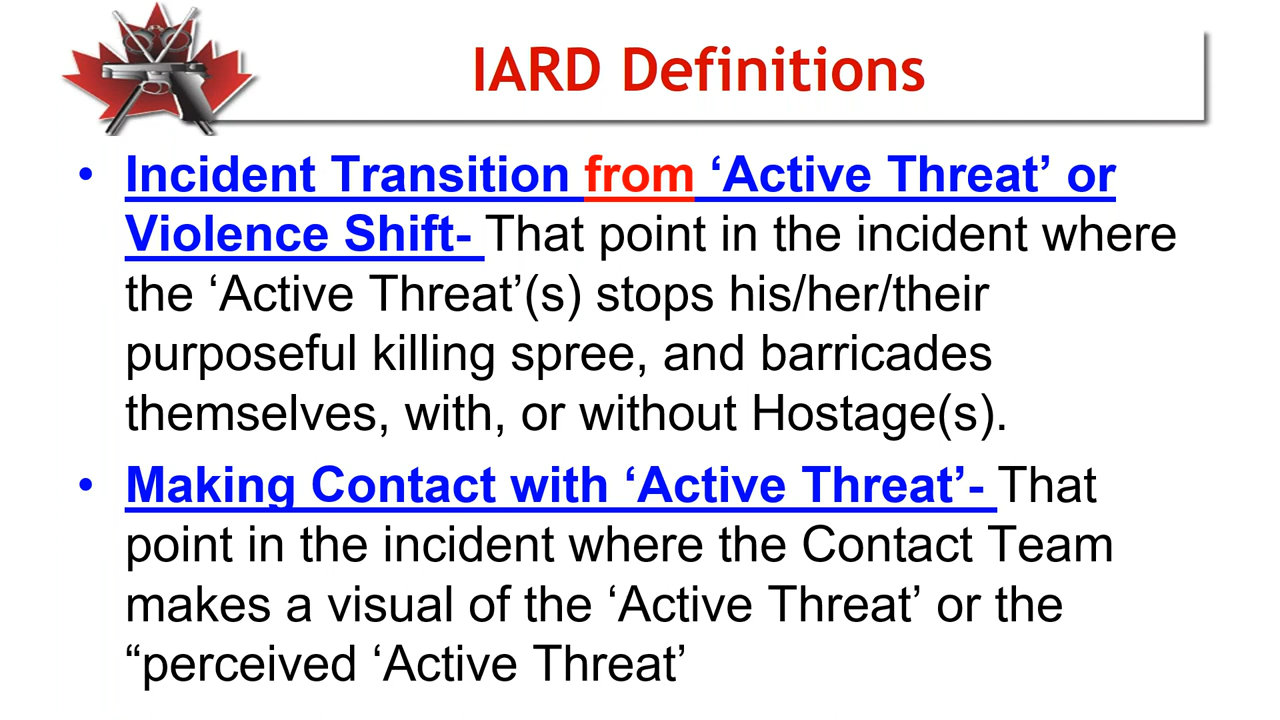 IARD Definitions
• Incident Transition from ‘Active Threat’ or
Violence Shift- That point in the incident where
the ‘Active Threat’(s) stops his/her/their
purposeful killing spree, and barricades
themselves, with, or without Hostage(s).
• Making Contact with ‘Active Threat’- That
point in the incident where the Contact Team
makes a visual of the ‘Active Threat’ or the
“perceived ‘Active Threat’